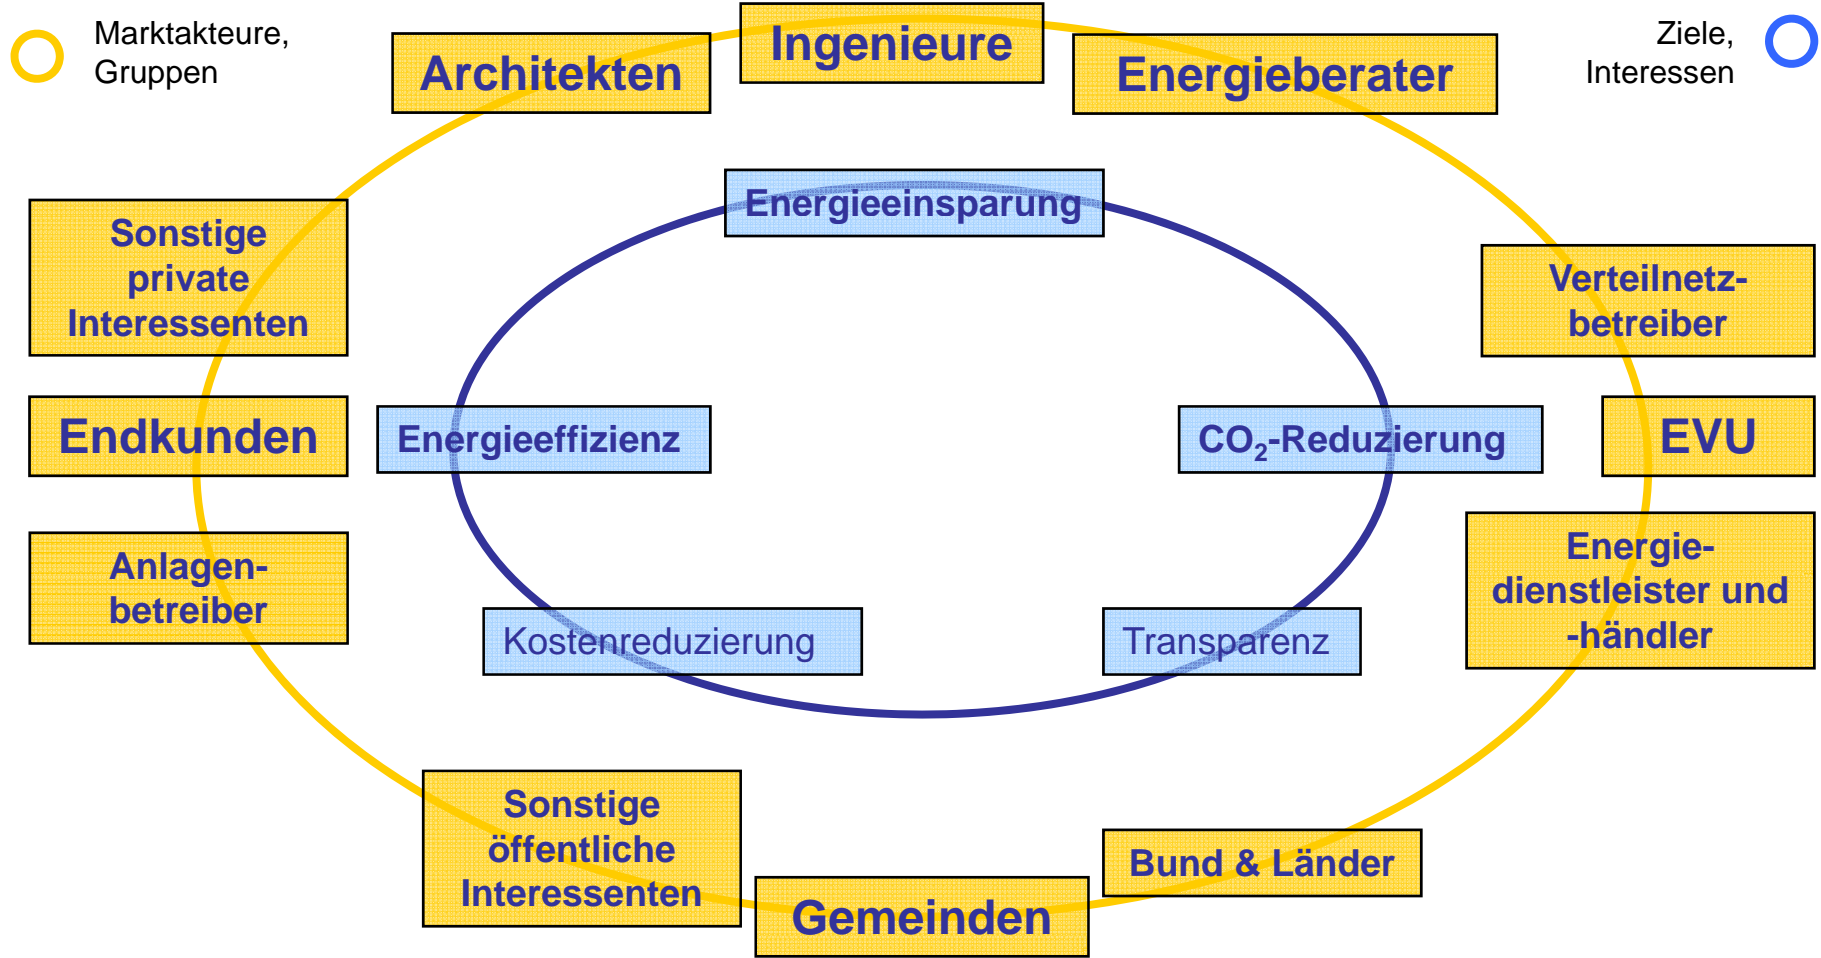 Marktakteure,
Gruppen
Architekten
Ingenieure
Energieberater
Ziele,
Interessen
Sonstige
private
Interessenten
Energieeinsparung
Verteilnetz-
betreiber
Endkunden
Energieeffizienz
CO₂-Reduzierung
EVU
Anlagen-
betreiber
Kostenreduzierung
Transparenz
Energie-
dienstleister und
-händler
Sonstige
öffentliche
Interessenten
Gemeinden
Bund & Länder